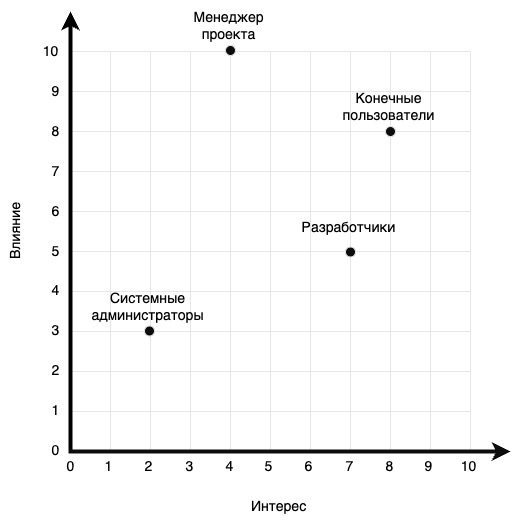 Менеджер
проекта
10
9
Конечные
пользователи
8
7
6
Влияние
Разработчики
5
4
Системные
администраторы
3
2
1
0
0 1 2 3 4 5 6 7 8 9 10
Интерес